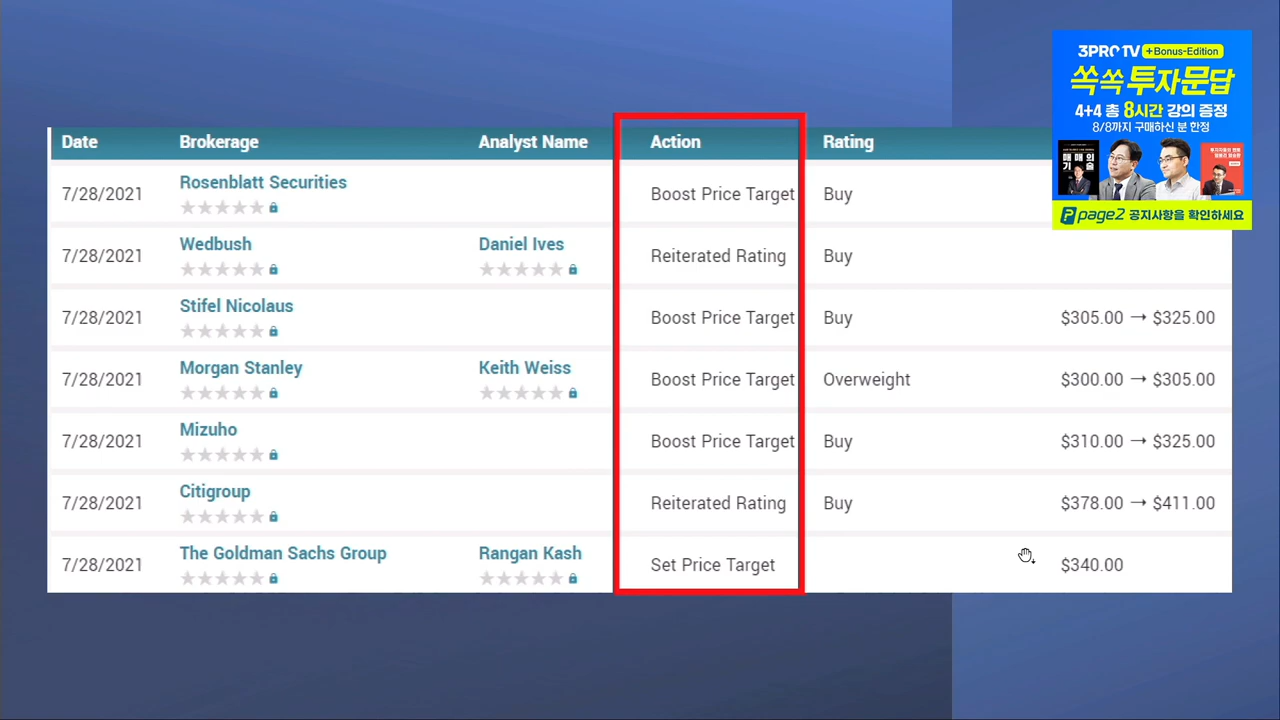 3PROTV +Bonus-Edition
쏙쏙 투자문답
4+4 총 8시간 강의 증정
8/8까지 구매하신 분 한정
page2 공지사항을 확인하세요
Date Brokerage Analyst Name Action Rating
7/28/2021 Rosenblatt Securities Boost Price Target Buy
7/28/2021 Wedbush Daniel Ives Reiterated Rating Buy
7/28/2021 Stifel Nicolaus Boost Price Target Buy $305.00 → $325.00
7/28/2021 Morgan Stanley Keith Weiss Boost Price Target Overweight $300.00 → $305.00
7/28/2021 Mizuho Boost Price Target Buy $310.00 → $325.00
7/28/2021 Citigroup Reiterated Rating Buy $378.00 → $411.00
7/28/2021 The Goldman Sachs Group Rangan Kash Set Price Target $340.00